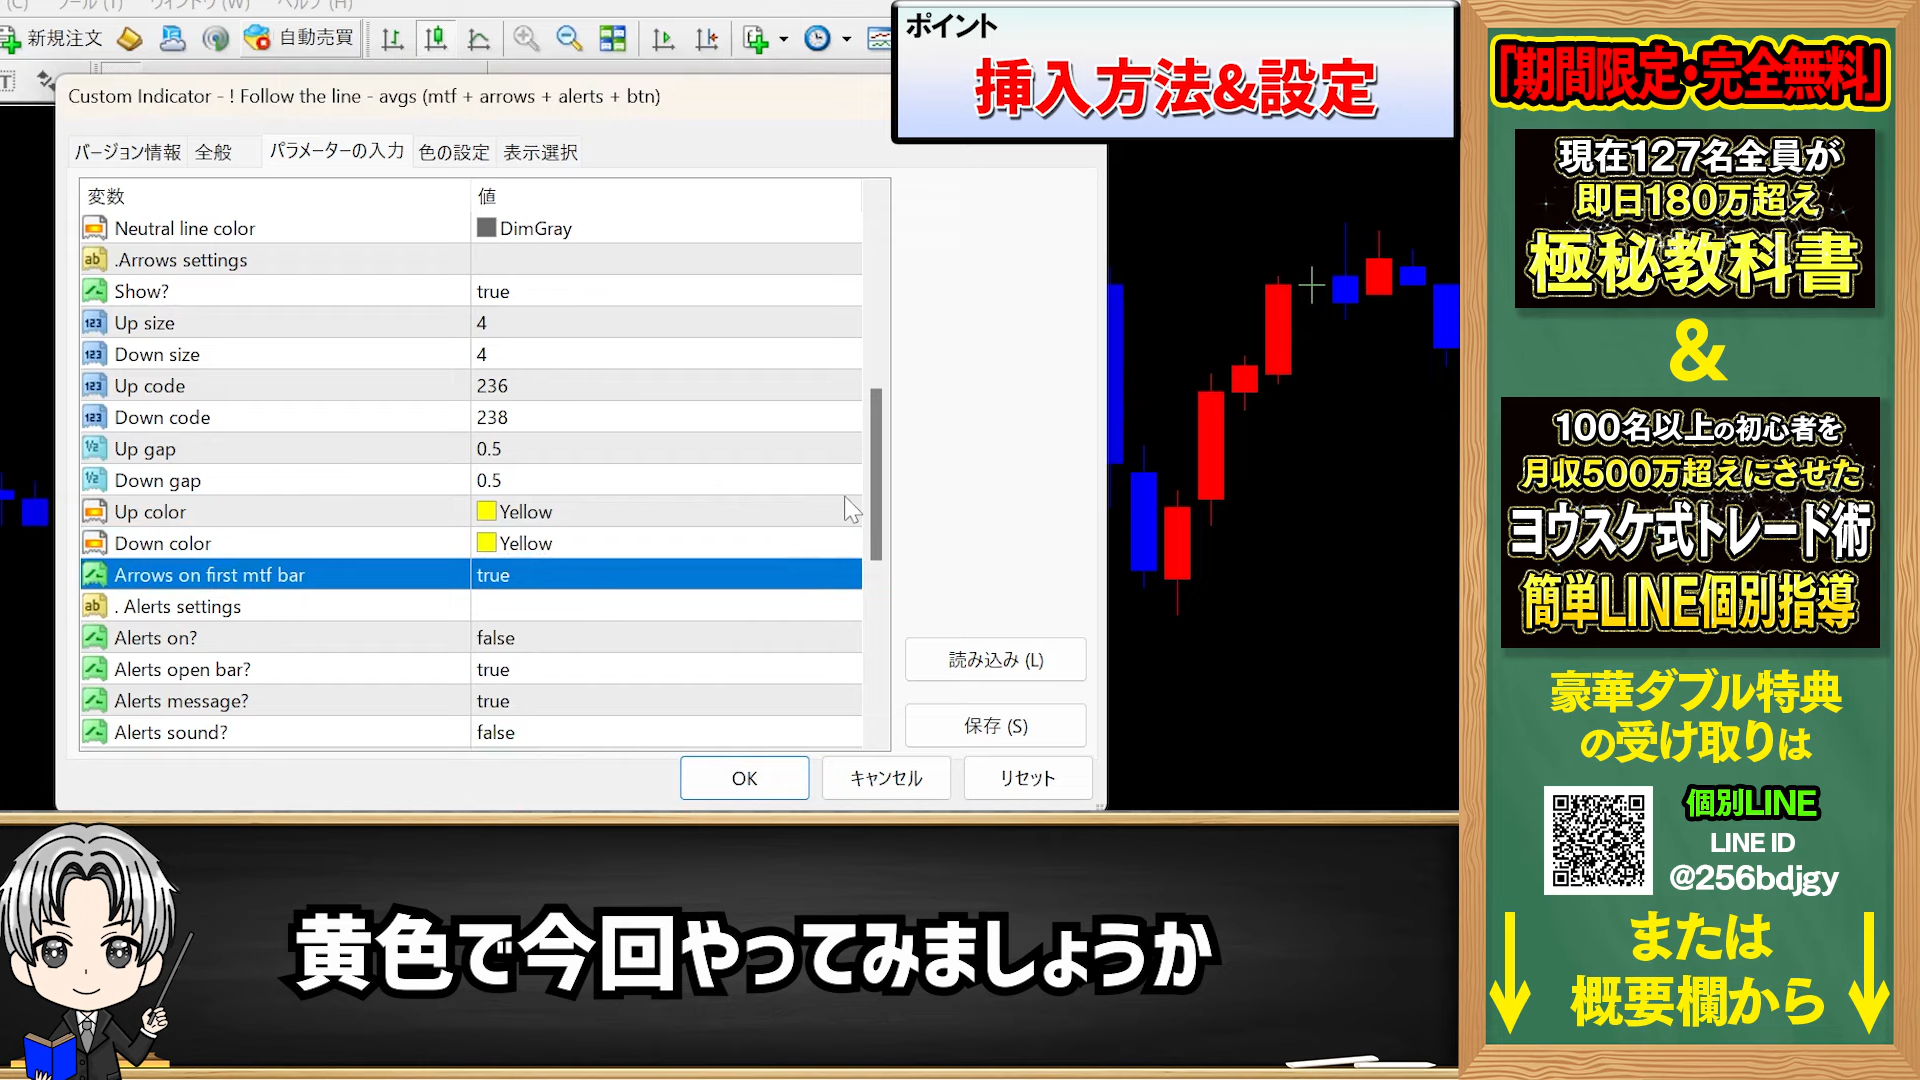 新規注文
自動売買
Custom Indicator - ! Follow the line - avgs (mtf + arrows + alerts + btn)
バージョン情報 全般 パラメーターの入力 色の設定 表示選択
変数 値
Neutral line color DimGray
.Arrows settings
Show? true
Up size 4
Down size 4
Up code 236
Down code 238
Up gap 0.5
Down gap 0.5
Up color Yellow
Down color Yellow
Arrows on first mtf bar true
. Alerts settings
Alerts on? false
Alerts open bar? true
Alerts message? true
Alerts sound? false
読み込み (L)
保存 (S)
OK キャンセル リセット
ポイント
挿入方法&設定
黄色で今回やってみましょうか
「期間限定・完全無料」
現在127名全員が
即日180万超え
極秘教科書
&
100名以上の初心者を
月収500万超えにさせた
ヨウスケ式トレード術
簡単LINE個別指導
豪華ダブル特典
の受け取りは
個別LINE
LINE ID
@256bdjgy
または
概要欄から